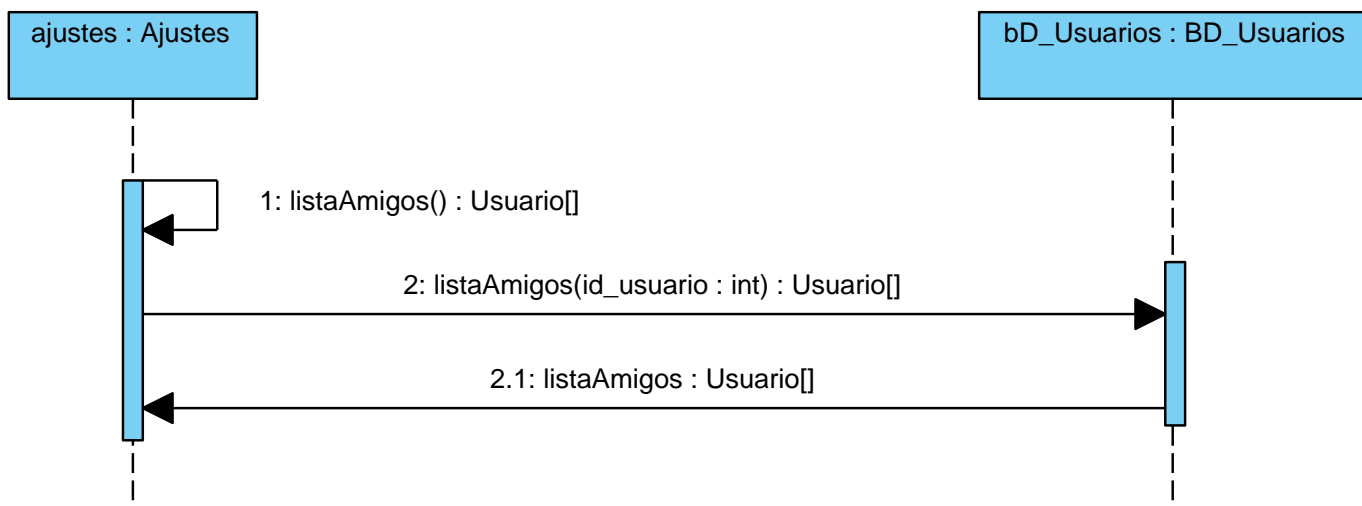 ajustes : Ajustes
bD_Usuarios : BD_Usuarios
1: listaAmigos() : Usuario[]
2: listaAmigos(id_usuario : int) : Usuario[]
2.1: listaAmigos : Usuario[]